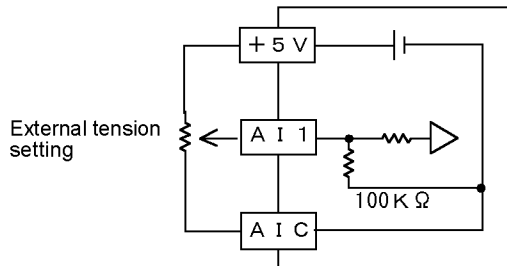 +5V
External tension
setting
AI1
100KΩ
AIC